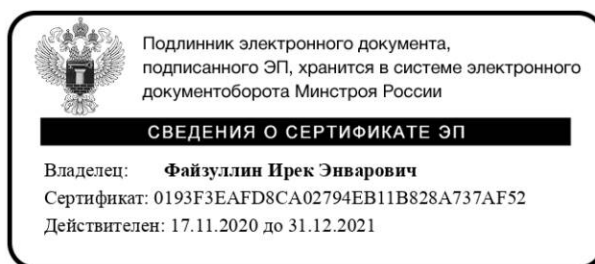 Подлинник электронного документа,
подписанного ЭП, хранится в системе электронного
документоборота Минстроя России
СВЕДЕНИЯ О СЕРТИФИКАТЕ ЭП
Владелец: Файзуллин Ирек Энварович
Сертификат: 0193F3EAFD8CA02794EB11B828A737AF52
Действителен: 17.11.2020 до 31.12.2021